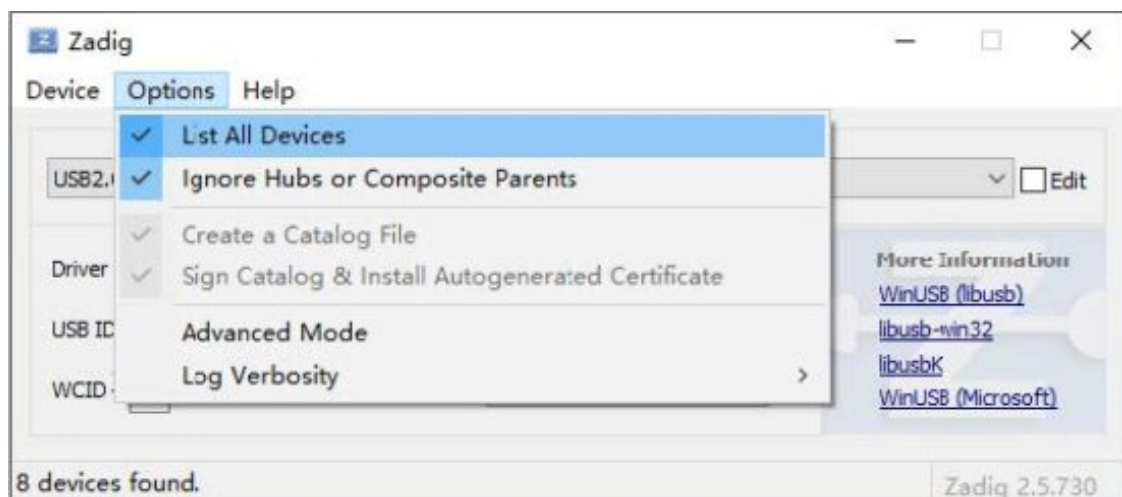 Zadig
Device Options Help
List All Devices
USB2.
Ignore Hubs or Composite Parents
Edit
Create a Catalog File
Driver
Sign Catalog & Install Autogenerated Certificate
More Information
WinUSB (libusb)
USB ID
Advanced Mode
libusb-win32
Log Verbosity
libusbK
WCID
WinUSB (Microsoft)
8 devices found.
Zadig 2.5.730